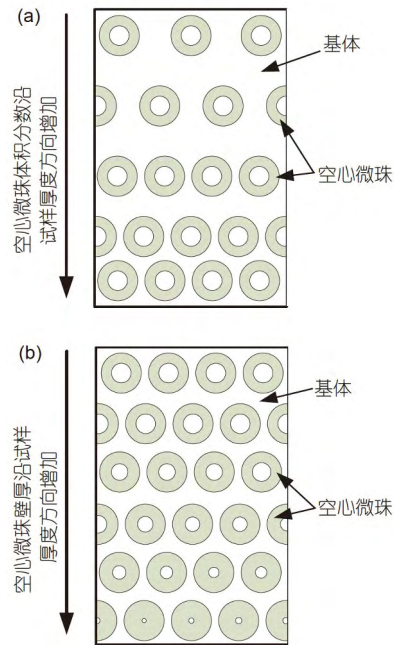 (a)
空心微珠体积分数沿
试样厚度方向增加
基体
空心微珠
(b)
空心微珠壁厚沿试样
厚度方向增加
基体
空心微珠